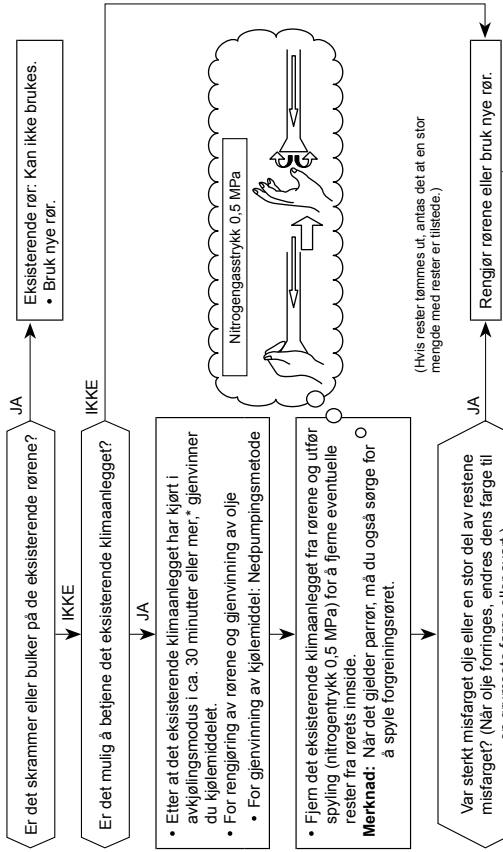 Er det skrammer eller bulker på de eksisterende rørene?
JA
Eksisterende rør: Kan ikke brukes.
• Bruk nye rør.
IKKE
Er det mulig å betjene det eksisterende klimaanlegget?
IKKE
JA
• Etter at det eksisterende klimaanlegget har kjørt i
avkjølingsmodus i ca. 30 minutter eller mer,* gjenvinner
du kjølemiddelet.
• For rengjøring av rørene og gjenvinning av olje
• For gjenvinning av kjølemiddel: Nedpumpingsmetode
Nitrogengasstrykk 0,5 MPa
• Fjern det eksisterende klimaanlegget fra rørene og utfør
spyling (nitrogentrykk 0,5 MPa) for å fjerne eventuelle
rester fra rørets innside.
Merknad: Når det gjelder parrør, må du også sørge for
å spyle forgreiningsrøret.
(Hvis rester tømmes ut, antas det at en stor
mengde med rester er tilstede.)
Var sterkt misfarget olje eller en stor del av restene
misfarget? (Når olje forringes, endres dens farge til
JA
Rengjør rørene eller bruk nye rør.